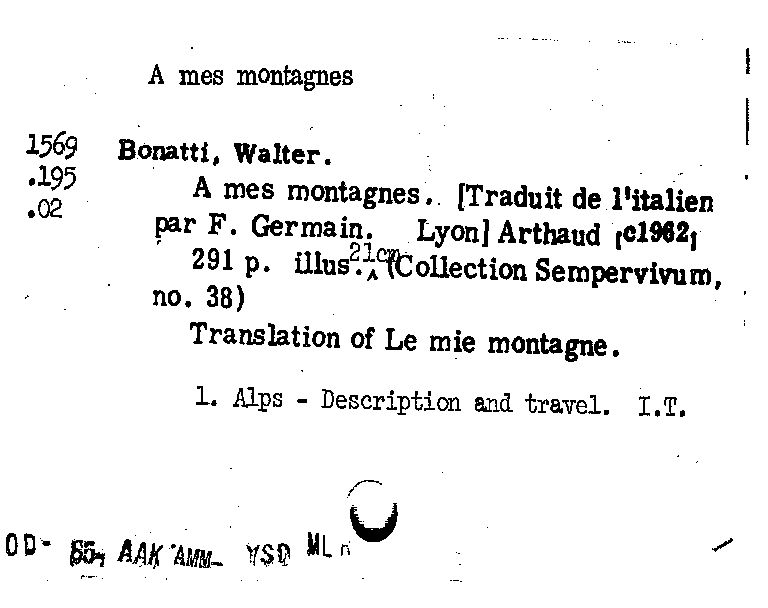 A mes montagnes
1569
.195
.02
Bonatti, Walter.
A mes montagnes. [Traduit de l'italien
par F. Germain. Lyon] Arthaud [c1962]
291 p. illus. 21cm (Collection Sempervivum,
no. 38)
Translation of Le mie montagne.
1. Alps - Description and travel. I.T.
OD- 65- AAK AMM- YSD ML